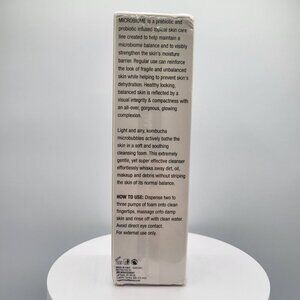 MICROBIOME is a prebiotic and
probiotic infused topical skin care
line created to help maintain a
microbiome balance and to visibly
strengthen the skin's moisture
barrier. Regular use can reinforce
the look of fragile and unbalanced
skin while helping to prevent skin's
dehydration. Healthy looking,
balanced skin is reflected by a
visual integrity & compactness with
an all-over, gorgeous, glowing
complexion.
Light and airy, kombucha
microbubbles actively bathe the
skin in a soft and soothing
cleansing foam. This extremely
gentle, yet super effective cleanser
effortlessly whisks away dirt, oil,
makeup and debris without striping
the skin of its normal balance.
HOW TO USE: Dispense two to
three pumps of foam onto clean
fingertips, massage onto damp
skin and rinse off with clean water.
Avoid direct eye contact.
For external use only.